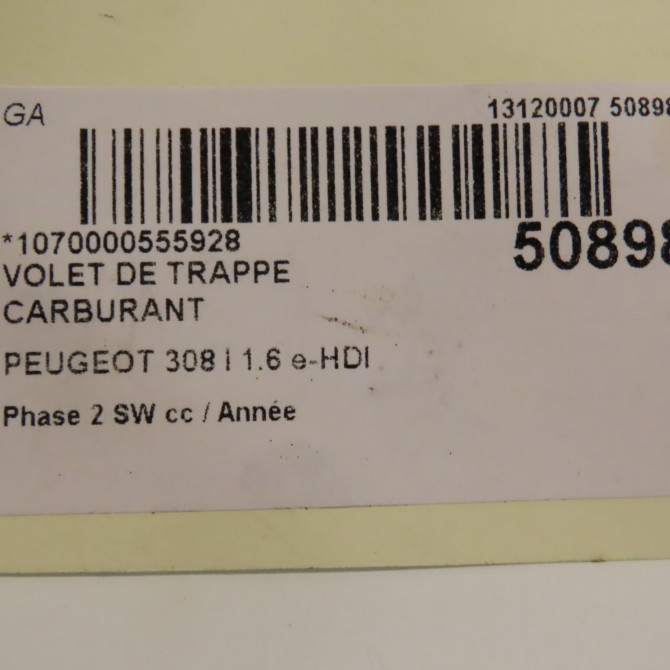 GA
13120007 50898
*1070000555928
50898
VOLET DE TRAPPE
CARBURANT
PEUGEOT 308 I 1.6 e-HDI
Phase 2 SW cc / Année